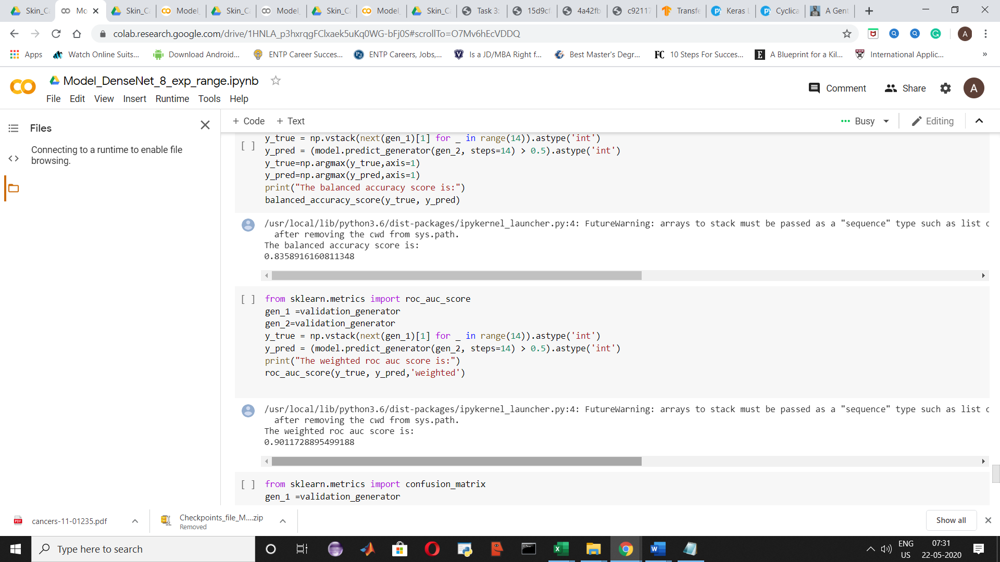 Skin_C
Mo
Skin_C
Model_
Skin_C
Model_
Skin_C
Model_
Skin_C
Task 3:
15d9cf
4a42fb
c92117
Transfe
Keras L
Cyclica
A Gent
colab.research.google.com/drive/1HNLA_p3hxrqgFClxaek5uKq0WG-bFj0S#scrollTo=O7Mv6hEcVDDQ
A
Apps
Watch Online Suits...
Download Android...
ENTP Career Succes...
ENTP Careers, Jobs,...
Is a JD/MBA Right f...
Best Master's Degr...
FC 10 Steps For Succes...
E A Blueprint for a Kil...
International Applic...
»
Model_DenseNet_8_exp_range.ipynb
File Edit View Insert Runtime Tools Help
Comment
Share
A
Files
Connecting to a runtime to enable file
browsing.
+ Code + Text
Busy
Editing
[ ]
y_true = np.vstack(next(gen_1)[1] for _ in range(14)).astype('int')
y_pred = (model.predict_generator(gen_2, steps=14) > 0.5).astype('int')
y_true=np.argmax(y_true,axis=1)
y_pred=np.argmax(y_pred,axis=1)
print("The balanced accuracy score is:")
balanced_accuracy_score(y_true, y_pred)
/usr/local/lib/python3.6/dist-packages/ipykernel_launcher.py:4: FutureWarning: arrays to stack must be passed as a "sequence" type such as list
after removing the cwd from sys.path.
The balanced accuracy score is:
0.8358916160811348
[ ] from sklearn.metrics import roc_auc_score
gen_1 =validation_generator
gen_2=validation_generator
y_true = np.vstack(next(gen_1)[1] for _ in range(14)).astype('int')
y_pred = (model.predict_generator(gen_2, steps=14) > 0.5).astype('int')
print("The weighted roc auc score is:")
roc_auc_score(y_true, y_pred,'weighted')
/usr/local/lib/python3.6/dist-packages/ipykernel_launcher.py:4: FutureWarning: arrays to stack must be passed as a "sequence" type such as list
after removing the cwd from sys.path.
The weighted roc auc score is:
0.9011728895499188
[ ] from sklearn.metrics import confusion_matrix
gen_1 =validation_generator
PDF
cancers-11-01235.pdf
Checkpoints_file_M....zip
Removed
Show all
Type here to search
ENG
US
07:31
22-05-2020